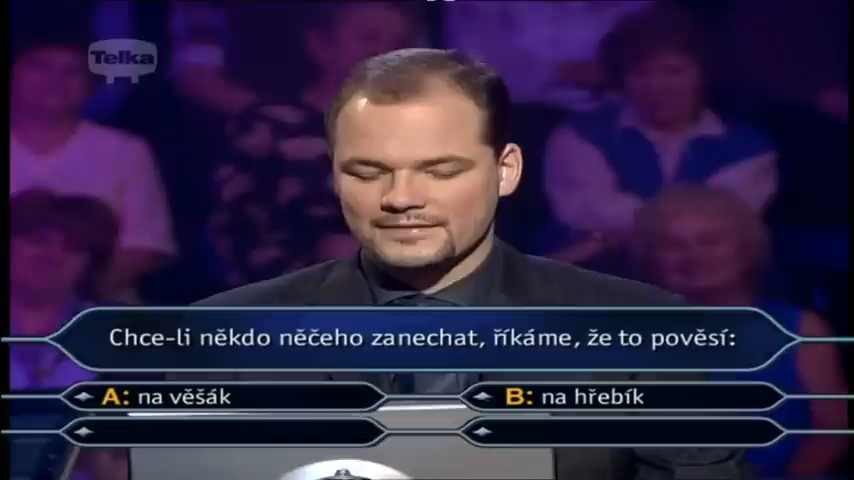 Telka
Chce-li někdo něčeho zanechat, říkáme, že to pověsí:
A: na věšák
B: na hřebík